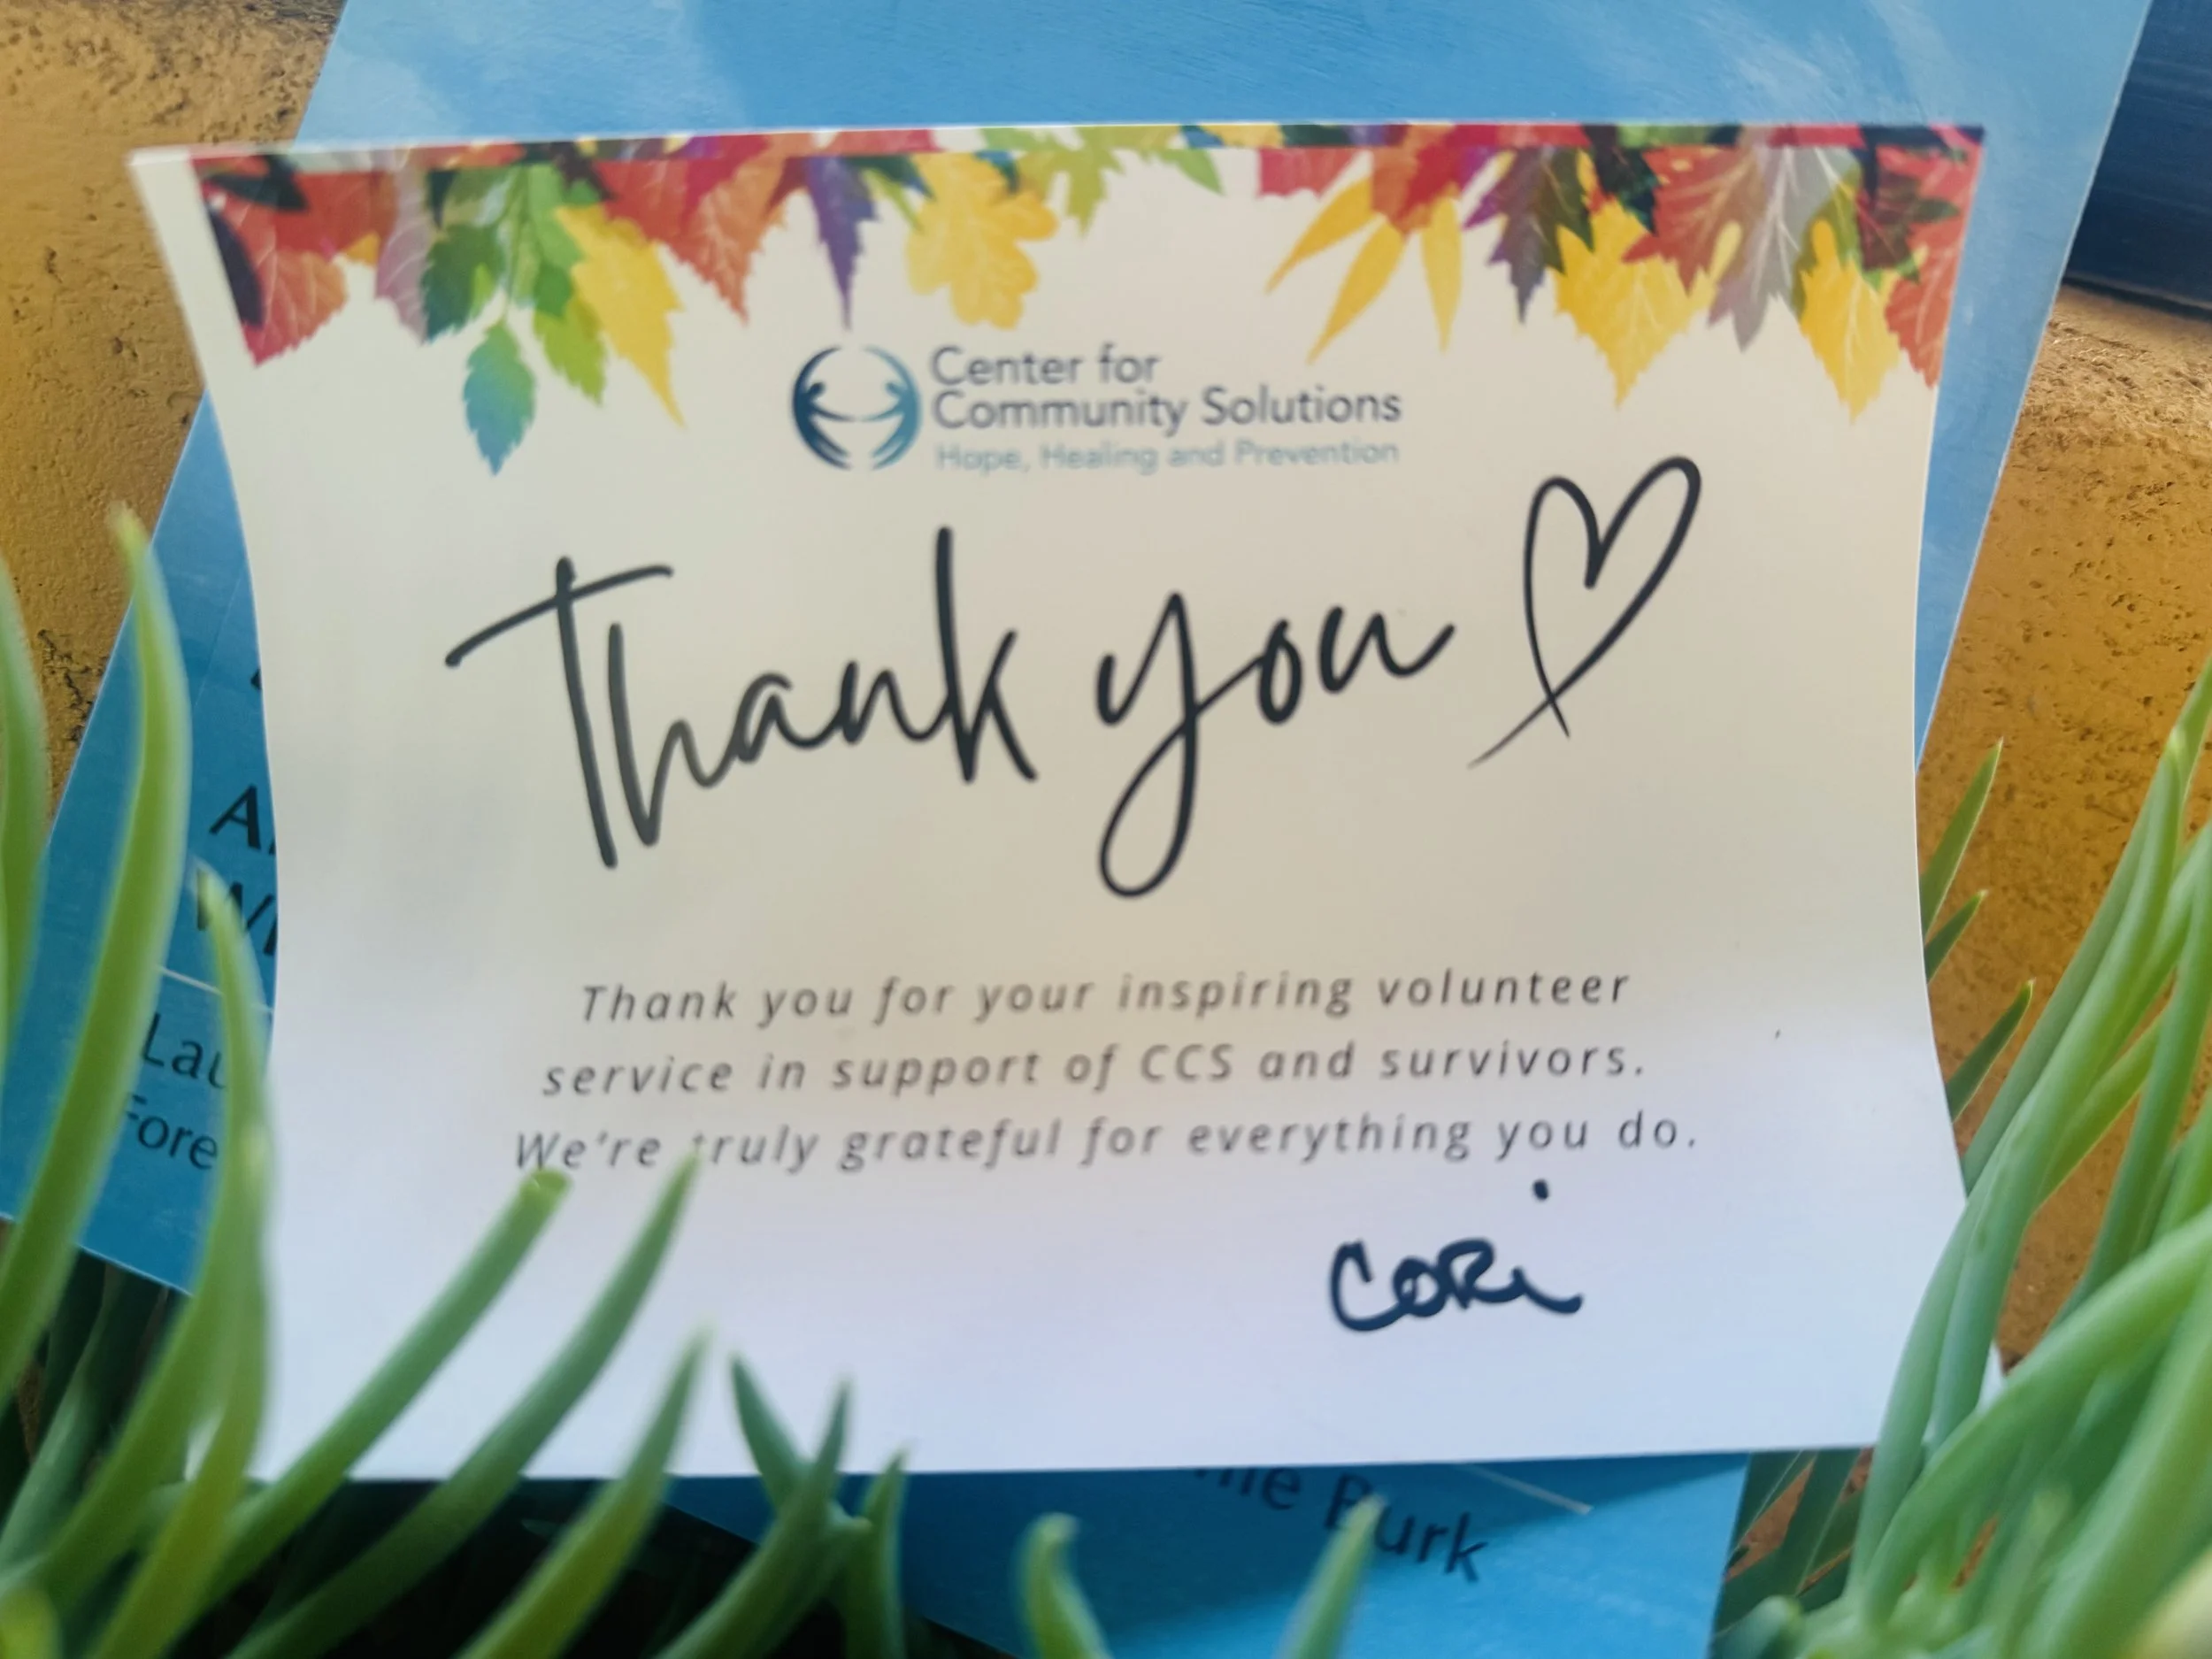 Center for
Community Solutions
Hope, Healing and Prevention
Thank you
Thank you for your inspiring volunteer
service in support of CCS and survivors.
We're truly grateful for everything you do.
CORi
Burk